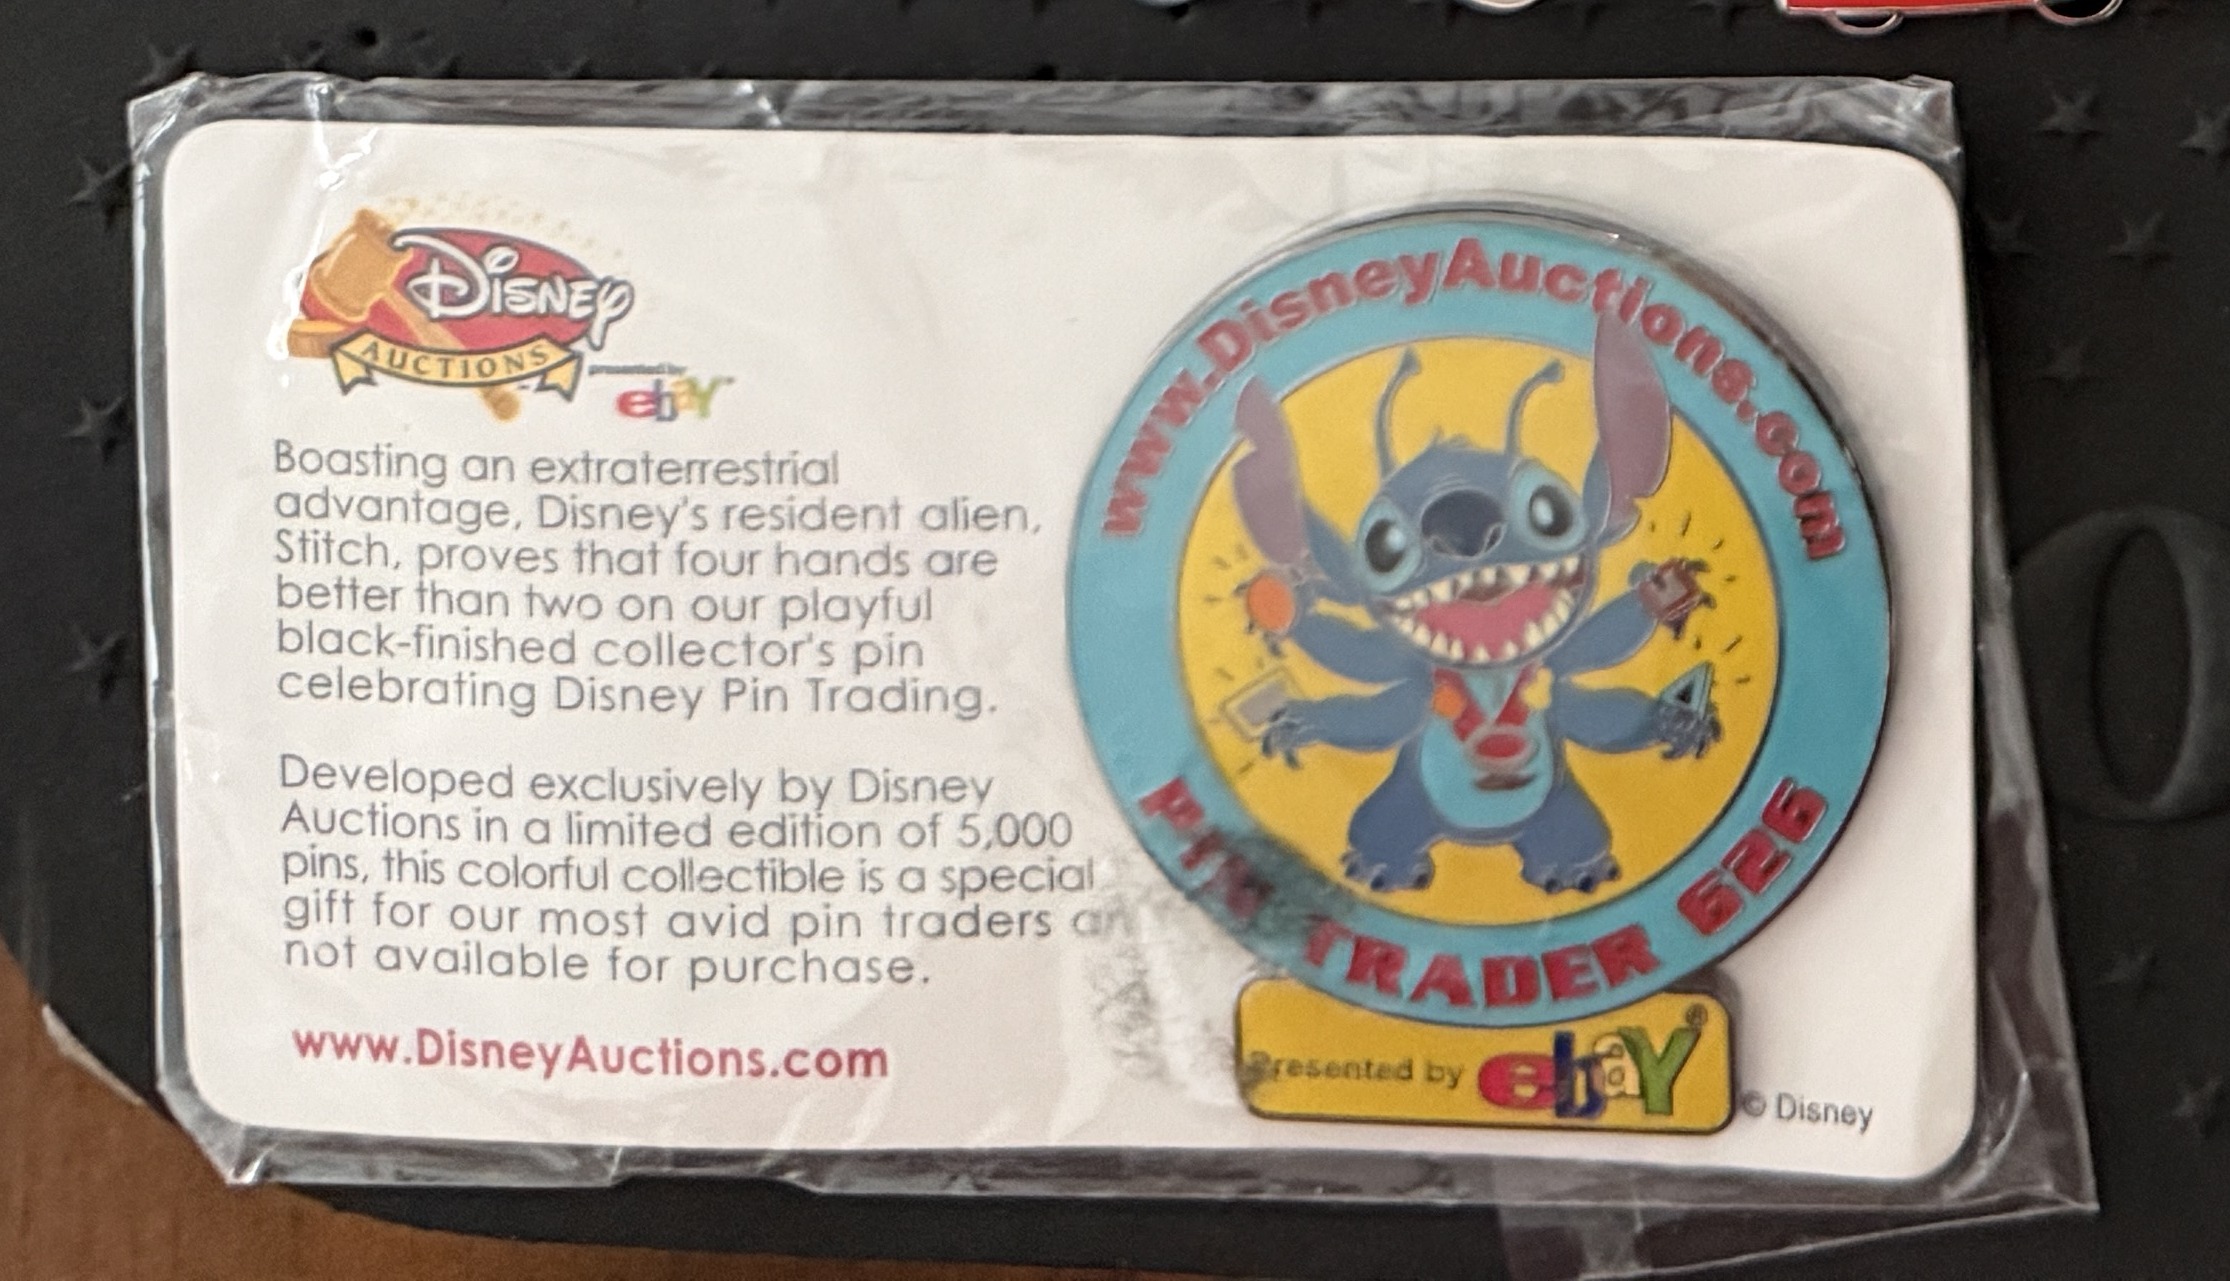 Disney
AUCTIONS
presented by
ebaY
Boasting an extraterrestrial
advantage, Disney's resident alien,
Stitch, proves that four hands are
better than two on our playful
black-finished collector's pin
celebrating Disney Pin Trading.
Developed exclusively by Disney
Auctions in a limited edition of 5,000
pins, this colorful collectible is a special
gift for our most avid pin traders
not available for purchase.
www.DisneyAuctions.com
www.DisneyAuctions.com
PIN TRADER 626
Presented by ebaY®
© Disney